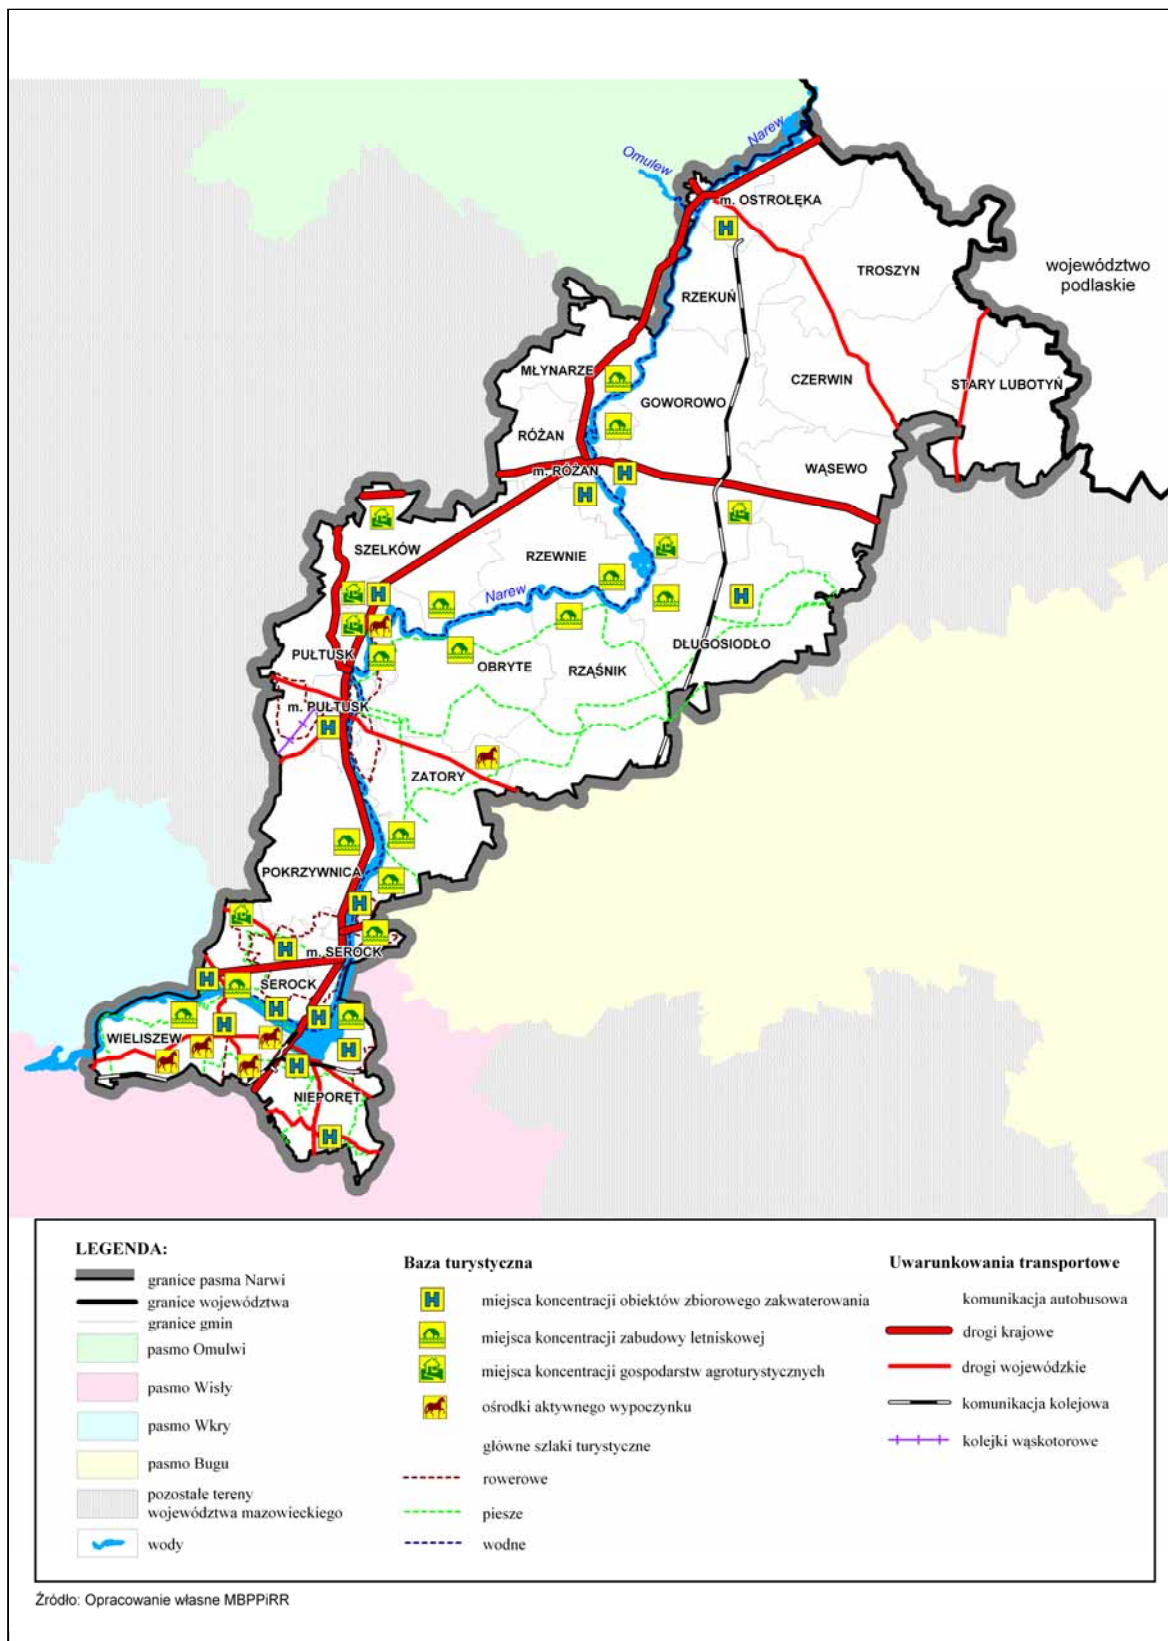 Narew
Omulew
m. OSTROŁĘKA
TROSZYN
województwo
podlaskie
RZEKUŃ
MŁYNARZE
CZERWIN
STARY LUBOTYŃ
GOWOROWO
RÓŻAN
m. RÓŻAN
WĄSEWO
SZELKÓW
RZEWNIE
Narew
PUŁTUSK
OBRYTE
RZĄŚNIK
DŁUGOSIODŁO
m. PUŁTUSK
ZATORY
POKRZYWNICA
m. SEROCK
SEROCK
WIELISZEW
NIEPORĘT
LEGENDA:
granice pasma Narwi
granice województwa
granice gmin
pasmo Omulwi
pasmo Wisły
pasmo Wkry
pasmo Bugu
pozostałe tereny
województwa mazowieckiego
wody
Baza turystyczna
H miejsca koncentracji obiektów zbiorowego zakwaterowania
miejsca koncentracji zabudowy letniskowej
miejsca koncentracji gospodarstw agroturystycznych
ośrodki aktywnego wypoczynku
główne szlaki turystyczne
rowerowe
piesze
wodne
Uwarunkowania transportowe
komunikacja autobusowa
drogi krajowe
drogi wojewódzkie
komunikacja kolejowa
kolejki wąskotorowe
Źródło: Opracowanie własne MBPPiRR